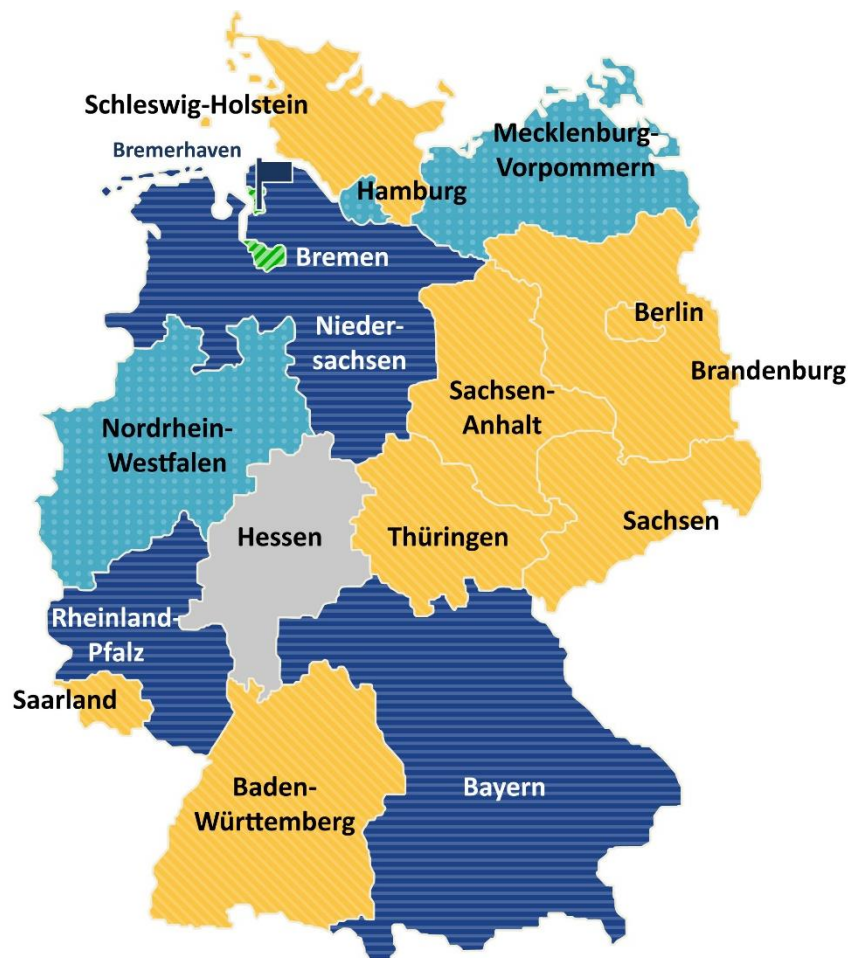 Schleswig-Holstein
Bremerhaven
Mecklenburg-
Vorpommern
Hamburg
Bremen
Berlin
Nieder-
sachsen
Brandenburg
Sachsen-
Anhalt
Nordrhein-
Westfalen
Hessen
Thüringen
Sachsen
Rheinland-
Pfalz
Saarland
Baden-
Württemberg
Bayern